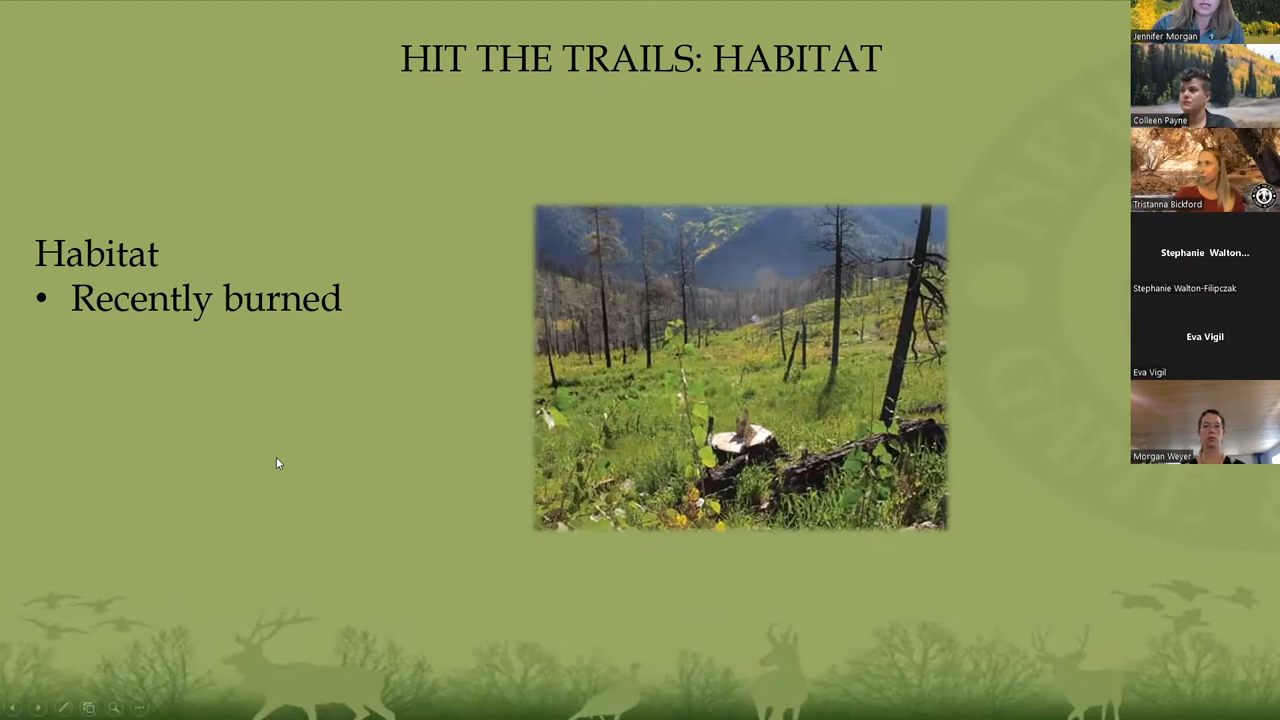 HIT THE TRAILS: HABITAT
Habitat
• Recently burned
Jennifer Morgan
Colleen Payne
Tristanna Bickford
Stephanie Walton...
Stephanie Walton-Filipczak
Eva Vigil
Eva Vigil
Morgan Weyer